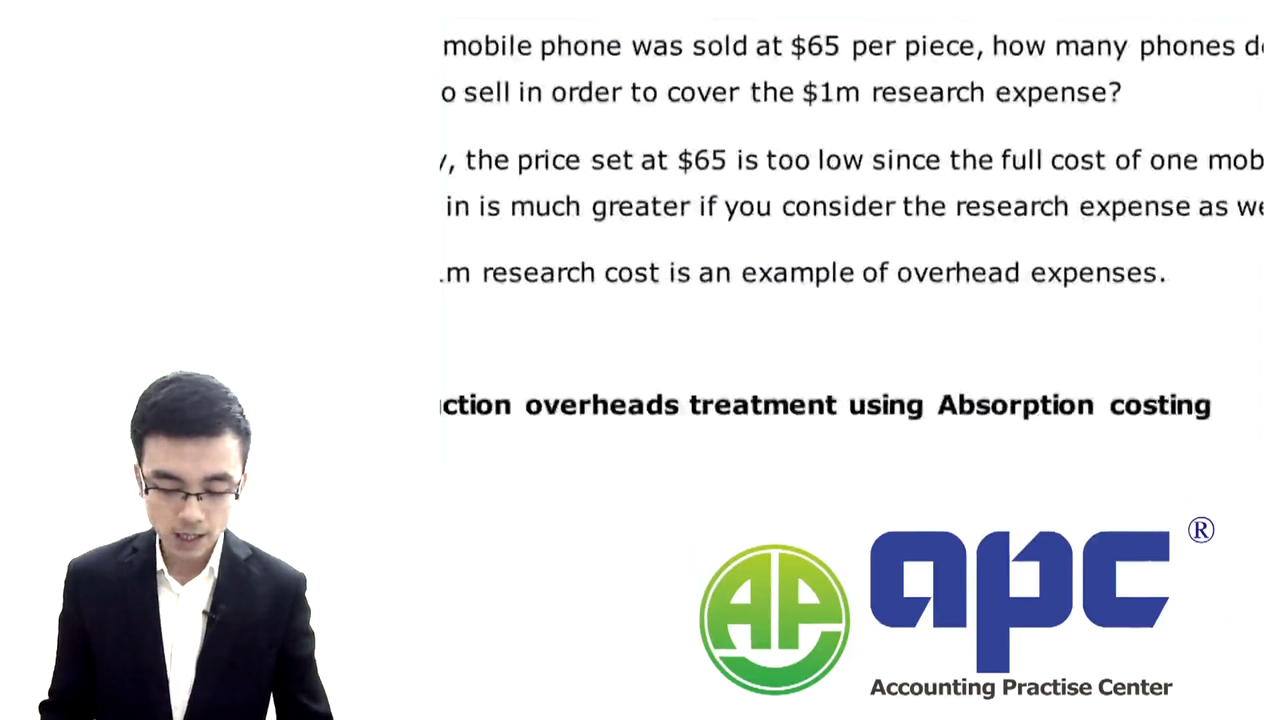 mobile phone was sold at $65 per piece, how many phones
sell in order to cover the $1m research expense?
the price set at $65 is too low since the full cost of one
in is much greater if you consider the research expense as
research cost is an example of overhead expenses.
overheads treatment using Absorption costing
AP
apc ®
Accounting Practise Center